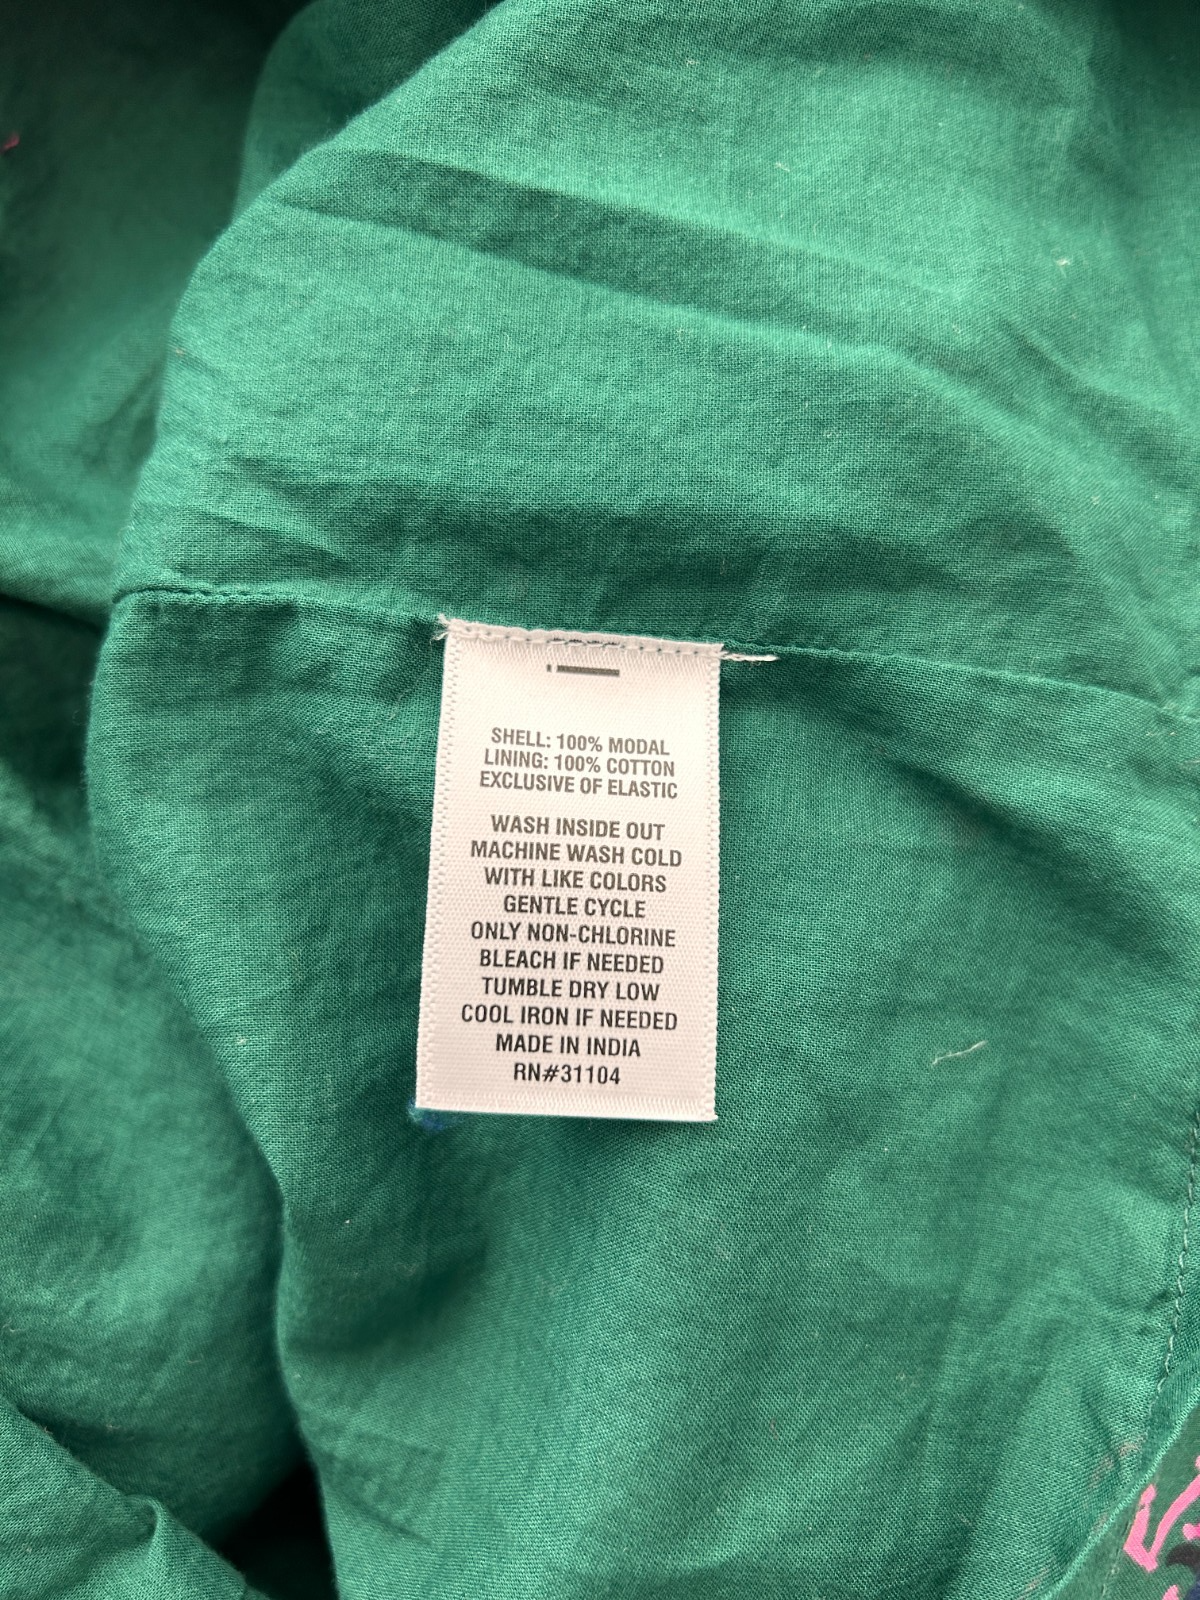 SHELL: 100% MODAL
LINING: 100% COTTON
EXCLUSIVE OF ELASTIC
WASH INSIDE OUT
MACHINE WASH COLD
WITH LIKE COLORS
GENTLE CYCLE
ONLY NON-CHLORINE
BLEACH IF NEEDED
TUMBLE DRY LOW
COOL IRON IF NEEDED
MADE IN INDIA
RN#31104